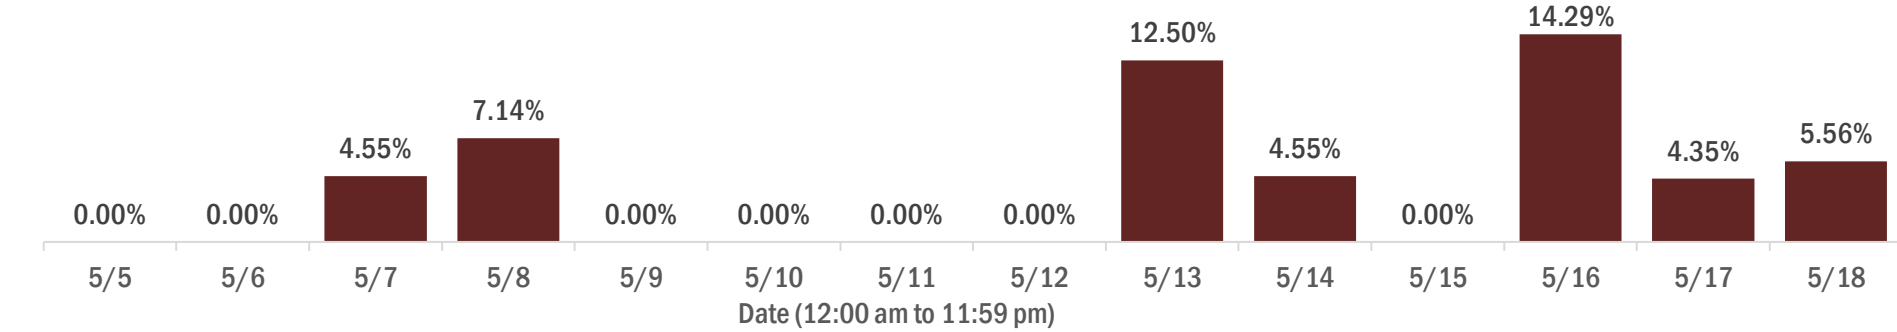 14.29%
12.50%
7.14%
4.55% 4.55% 4.35% 5.56%
0.00% 0.00% 0.00% 0.00% 0.00% 0.00% 0.00%
5/5 5/6 5/7 5/8 5/9 5/10 5/11 5/12 5/13 5/14 5/15 5/16 5/17 5/18
Date (12:00 am to 11:59 pm)